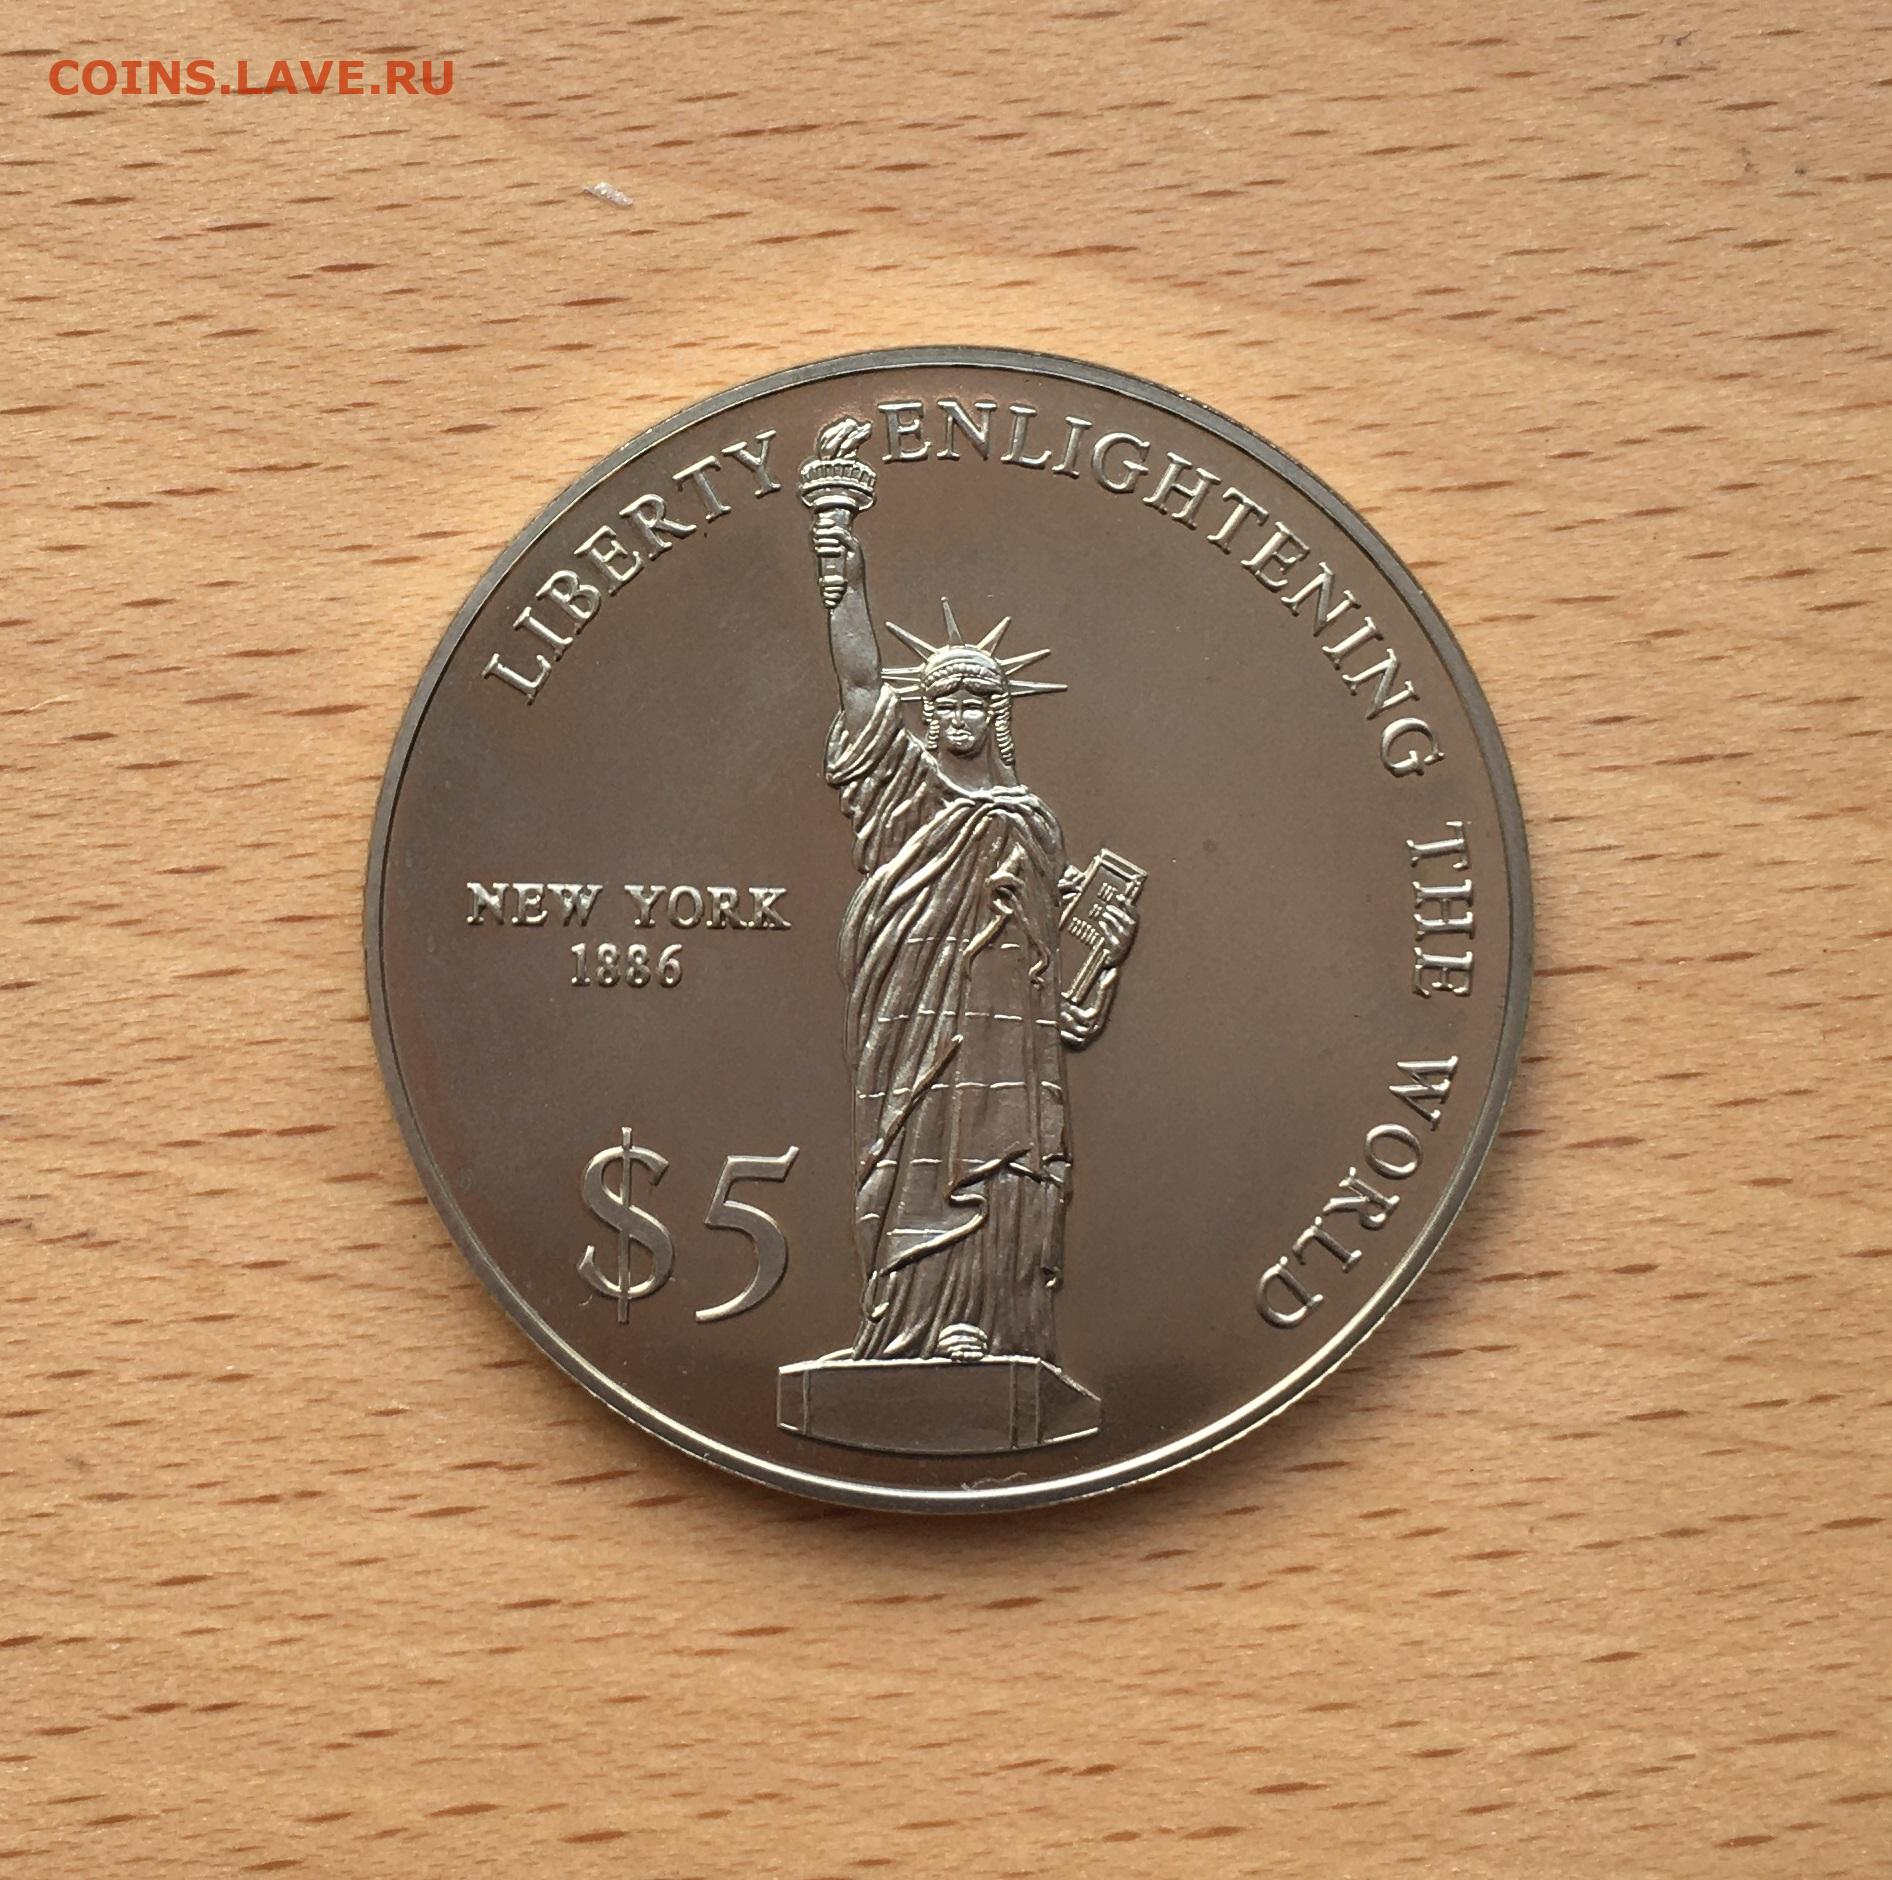 COINS.LAVE.RU
LIBERTY ENLIGHTENING THE WORLD
NEW YORK
1886
$5